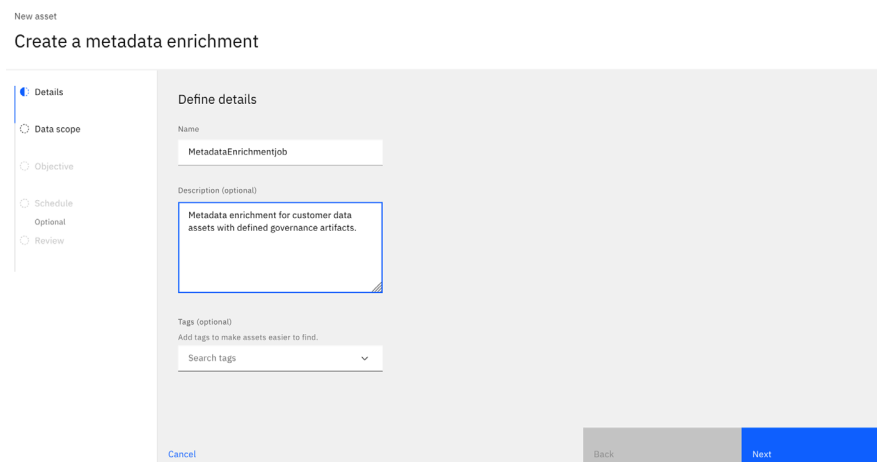 New asset
Create a metadata enrichment
Details
Data scope
Objective
Schedule
Optional
Review
Define details
Name
MetadataEnrichmentjob
Description (optional)
Metadata enrichment for customer data
assets with defined governance artifacts.
Tags (optional)
Add tags to make assets easier to find.
Search tags
Cancel
Back
Next